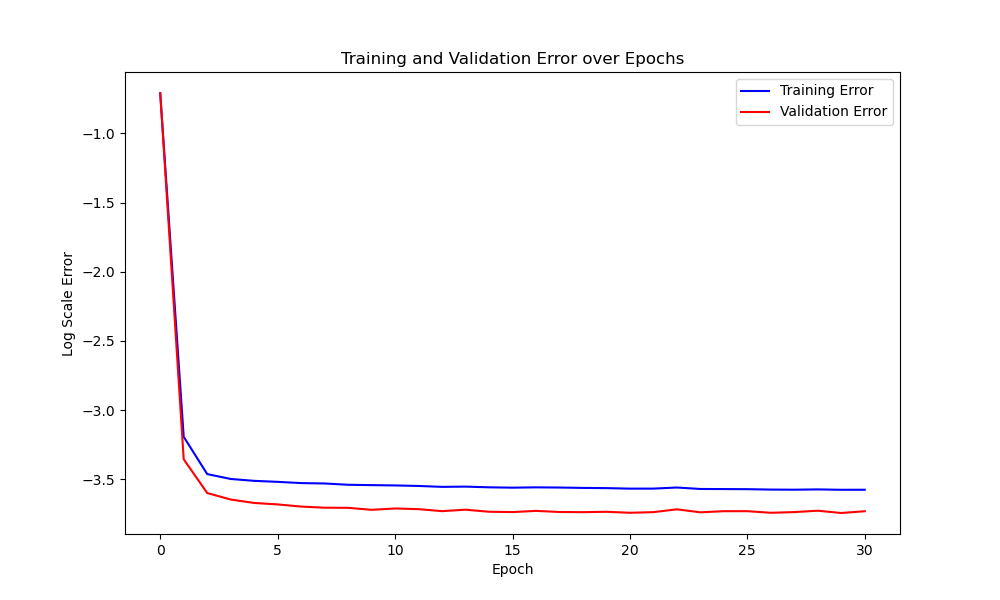 Training and Validation Error over Epochs
Training Error
Validation Error
Log Scale Error
−1.0
−1.5
−2.0
−2.5
−3.0
−3.5
0 5 10 15 20 25 30
Epoch